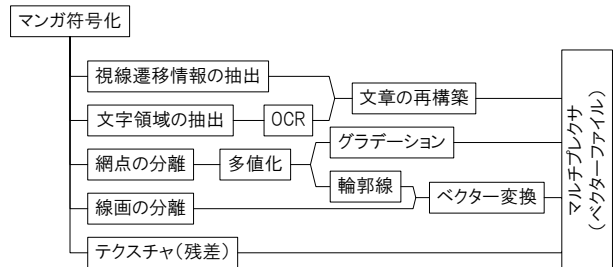 マンガ符号化
視線遷移情報の抽出
文字領域の抽出
OCR
文章の再構築
網点の分離
多値化
グラデーション
輪郭線
線画の分離
ベクター変換
テクスチャ(残差)
マルチプレクサ
(ベクターファイル)